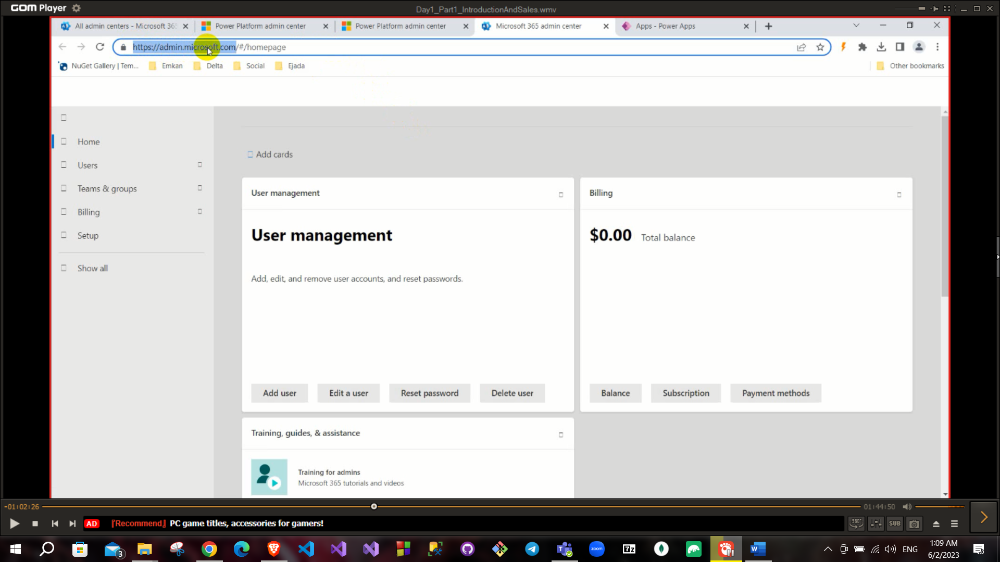 GOM Player
Day1_Part1_IntroductionAndSales.wmv
All admin centers - Microsoft 365
Power Platform admin center
Power Platform admin center
Microsoft 365 admin center
Apps - Power Apps
https://admin.microsoft.com/#/homepage
NuGet Gallery | Tem...
Emkan
Delta
Social
Ejada
Other bookmarks
Home
Users
Teams & groups
Billing
Setup
Show all
Add cards
User management
User management
Add, edit, and remove user accounts, and reset passwords.
Add user
Edit a user
Reset password
Delete user
Billing
$0.00 Total balance
Balance
Subscription
Payment methods
Training, guides, & assistance
Training for admins
Microsoft 365 tutorials and videos
-01:02:26
01:44:50
AD
『Recommend』 PC game titles, accessories for gamers!
360°
SUB
3
zoom
7z
W
ENG
1:09 AM
6/2/2023